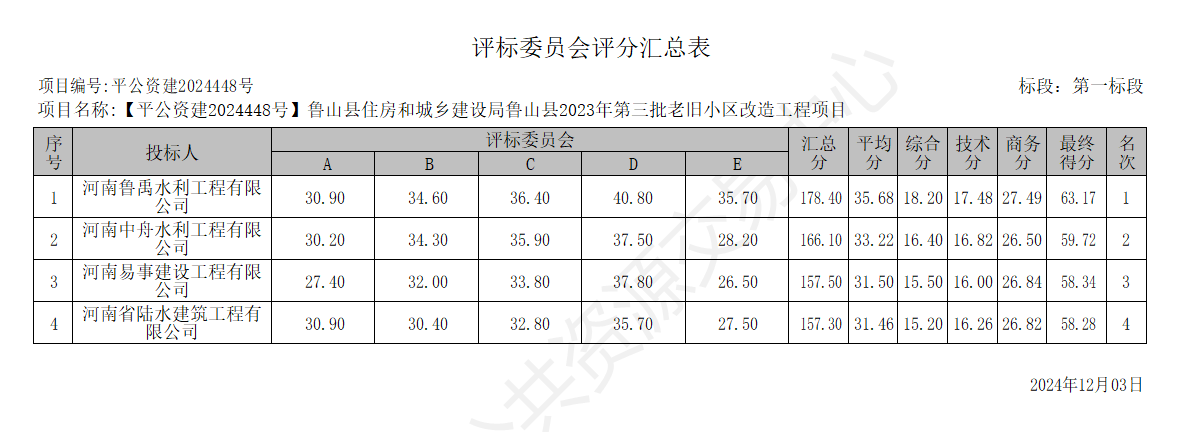 评标委员会评分汇总表
项目编号:平公资建2024448号 标段：第一标段
项目名称:【平公资建2024448号】鲁山县住房和城乡建设局鲁山县2023年第三批老旧小区改造工程项目
序号 投标人 评标委员会 汇总分 平均分 综合分 技术分 商务分 最终得分 名次
A B C D E
1 河南鲁禹水利工程有限公司 30.90 34.60 36.40 40.80 35.70 178.40 35.68 18.20 17.48 27.49 63.17 1
2 河南中舟水利工程有限公司 30.20 34.30 35.90 37.50 28.20 166.10 33.22 16.40 16.82 26.50 59.72 2
3 河南易事建设工程有限公司 27.40 32.00 33.80 37.80 26.50 157.50 31.50 15.50 16.00 26.84 58.34 3
4 河南省陆水建筑工程有限公司 30.90 30.40 32.80 35.70 27.50 157.30 31.46 15.20 16.26 26.82 58.28 4
2024年12月03日
公共资源交易中心